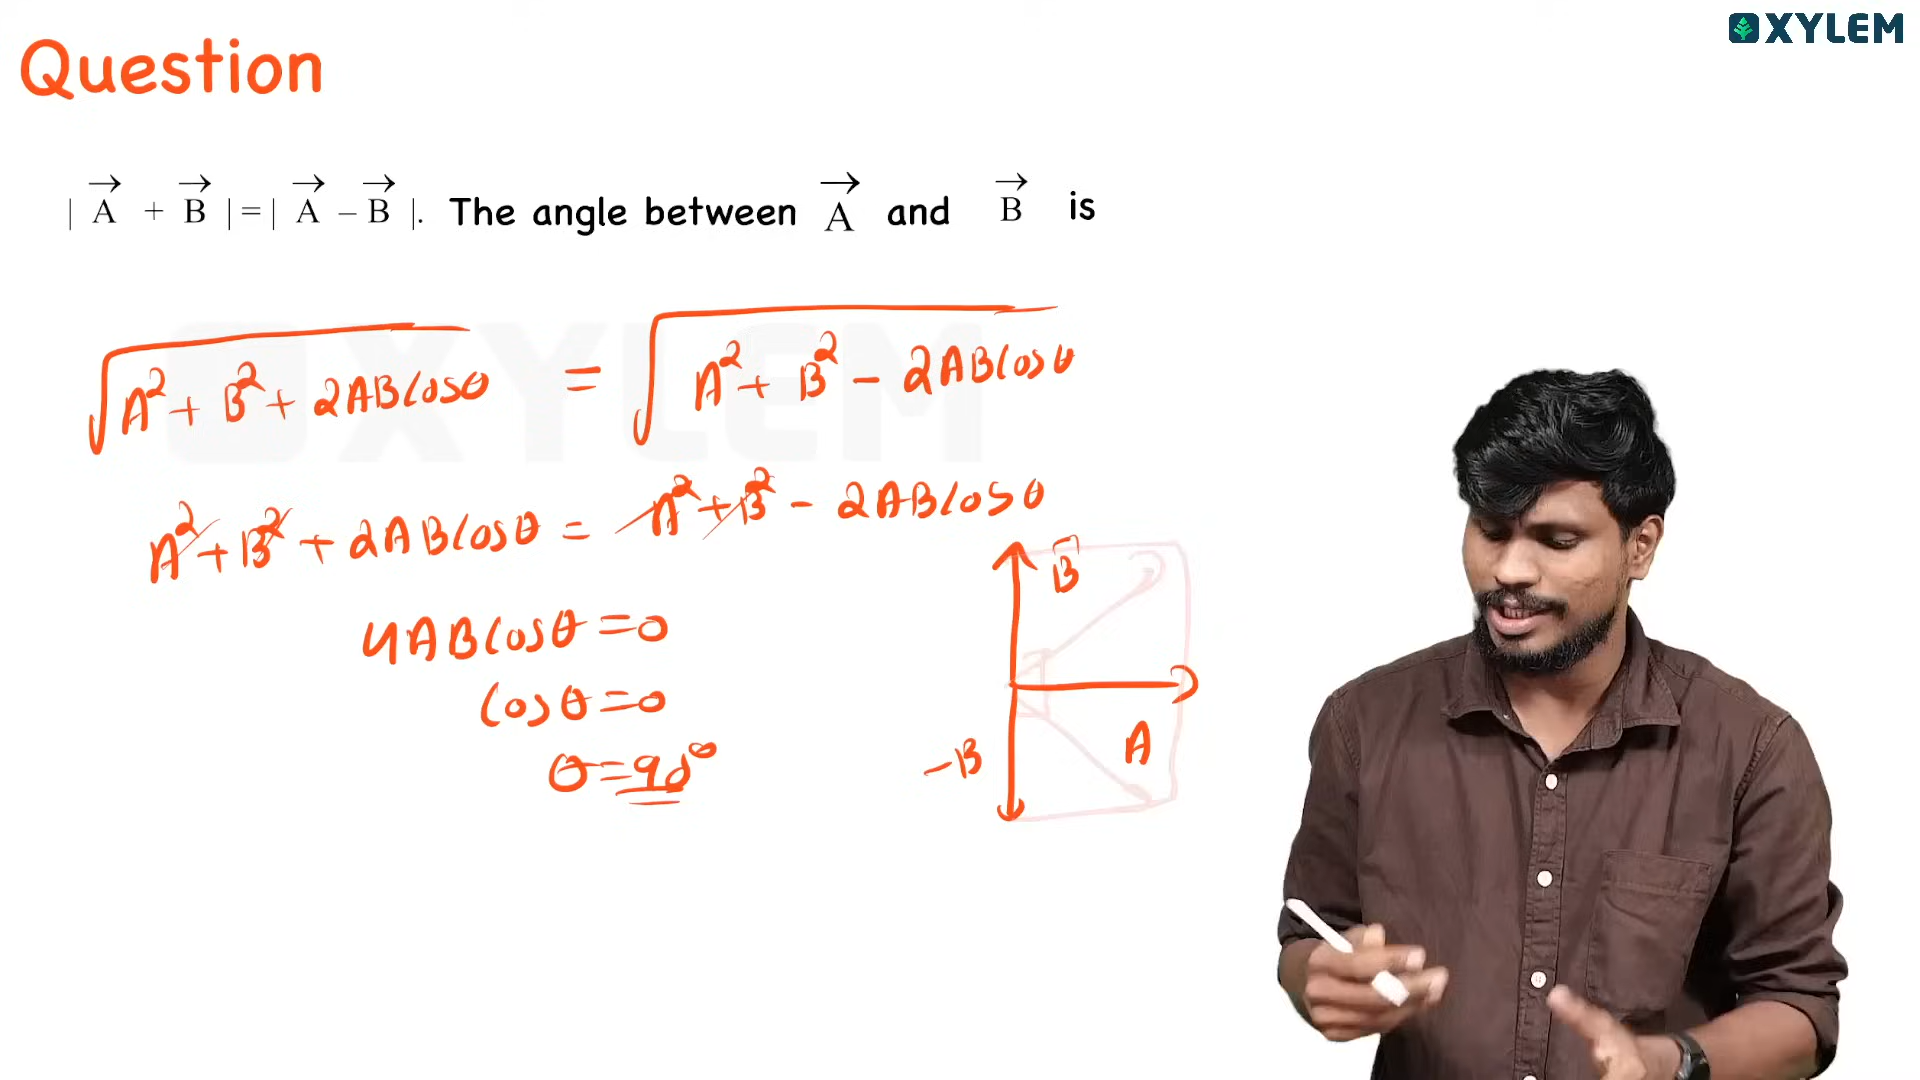 XYLEM
Question
| A⃗ + B⃗ | = | A⃗ – B⃗ |. The angle between A⃗ and B⃗ is
√(A² + B² + 2ABCosθ) = √(A² + B² - 2ABCosθ)
A² + B² + 2ABCosθ = A² + B² - 2ABCosθ
4ABCosθ = 0
Cosθ = 0
θ = 90°
B
A
-B
XYLEM